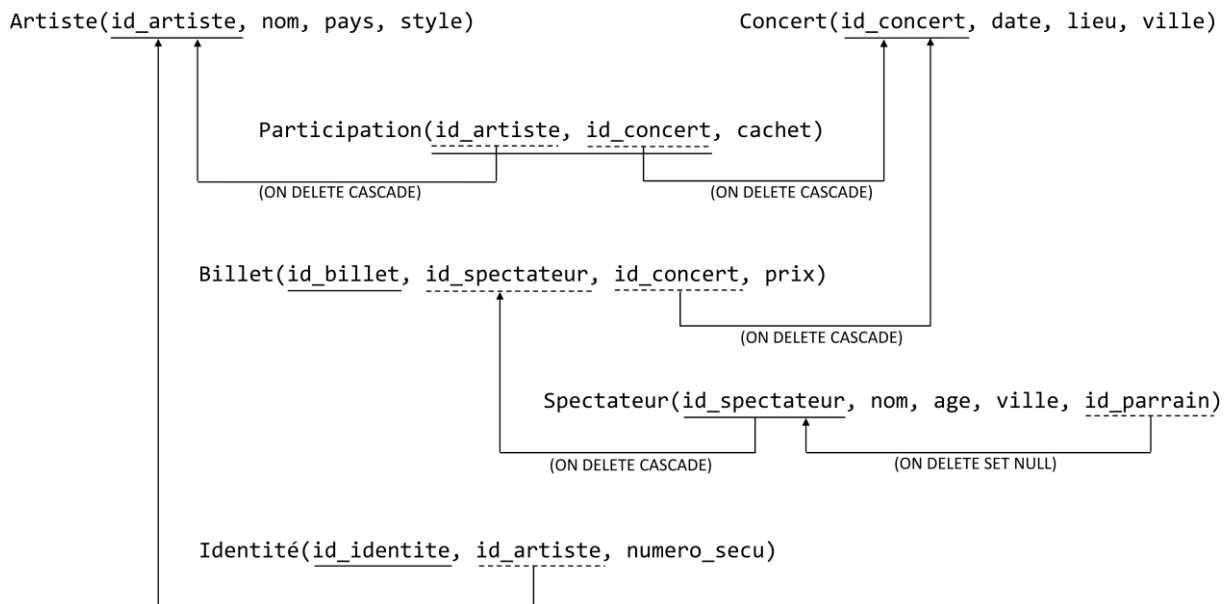 Artiste(id_artiste, nom, pays, style)
Concert(id_concert, date, lieu, ville)
Participation(id_artiste, id_concert, cachet)
(ON DELETE CASCADE)
(ON DELETE CASCADE)
Billet(id_billet, id_spectateur, id_concert, prix)
(ON DELETE CASCADE)
Spectateur(id_spectateur, nom, age, ville, id_parrain)
(ON DELETE CASCADE)
(ON DELETE SET NULL)
Identité(id_identite, id_artiste, numero_secu)